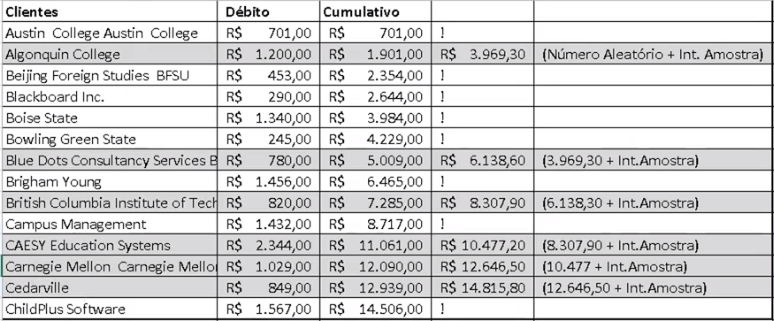 Clientes Débito Cumulativo
Austin College Austin College R$ 701,00 R$ 701,00 !
Algonquin College R$ 1.200,00 R$ 1.901,00 R$ 3.969,30 (Número Aleatório + Int. Amostra)
Beijing Foreign Studies BFSU R$ 453,00 R$ 2.354,00 !
Blackboard Inc. R$ 290,00 R$ 2.644,00 !
Boise State R$ 1.340,00 R$ 3.984,00 !
Bowling Green State R$ 245,00 R$ 4.229,00 !
Blue Dots Consultancy Services B R$ 780,00 R$ 5.009,00 R$ 6.138,60 (3.969,30 + Int.Amostra)
Brigham Young R$ 1.456,00 R$ 6.465,00 !
British Columbia Institute of Tech R$ 820,00 R$ 7.285,00 R$ 8.307,90 (6.138,30 + Int.Amostra)
Campus Management R$ 1.432,00 R$ 8.717,00 !
CAESY Education Systems R$ 2.344,00 R$ 11.061,00 R$ 10.477,20 (8.307,90 + Int.Amostra)
Carnegie Mellon Carnegie Mellon R$ 1.029,00 R$ 12.090,00 R$ 12.646,50 (10.477 + Int.Amostra)
Cedarville R$ 849,00 R$ 12.939,00 R$ 14.815,80 (12.646,50 + Int.Amostra)
ChildPlus Software R$ 1.567,00 R$ 14.506,00 !